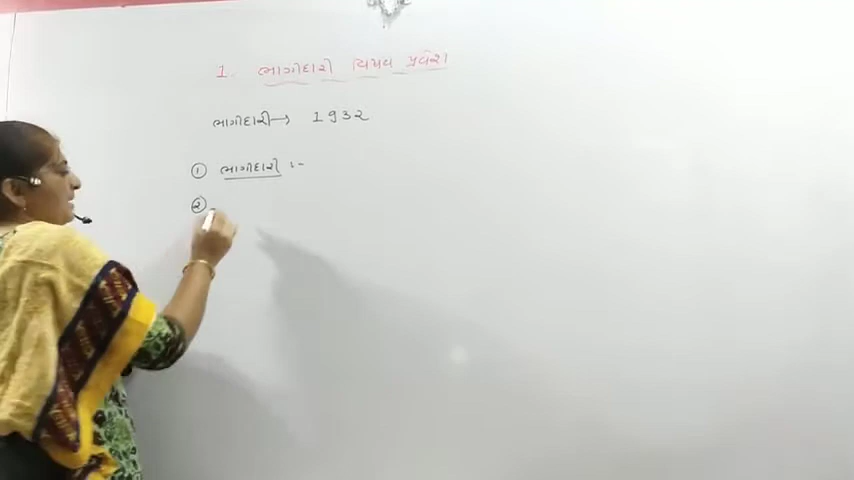 1. ભાગીદારી વિષય પ્રવેશ
ભાગીદારી → 1932
① ભાગીદારી :-
②